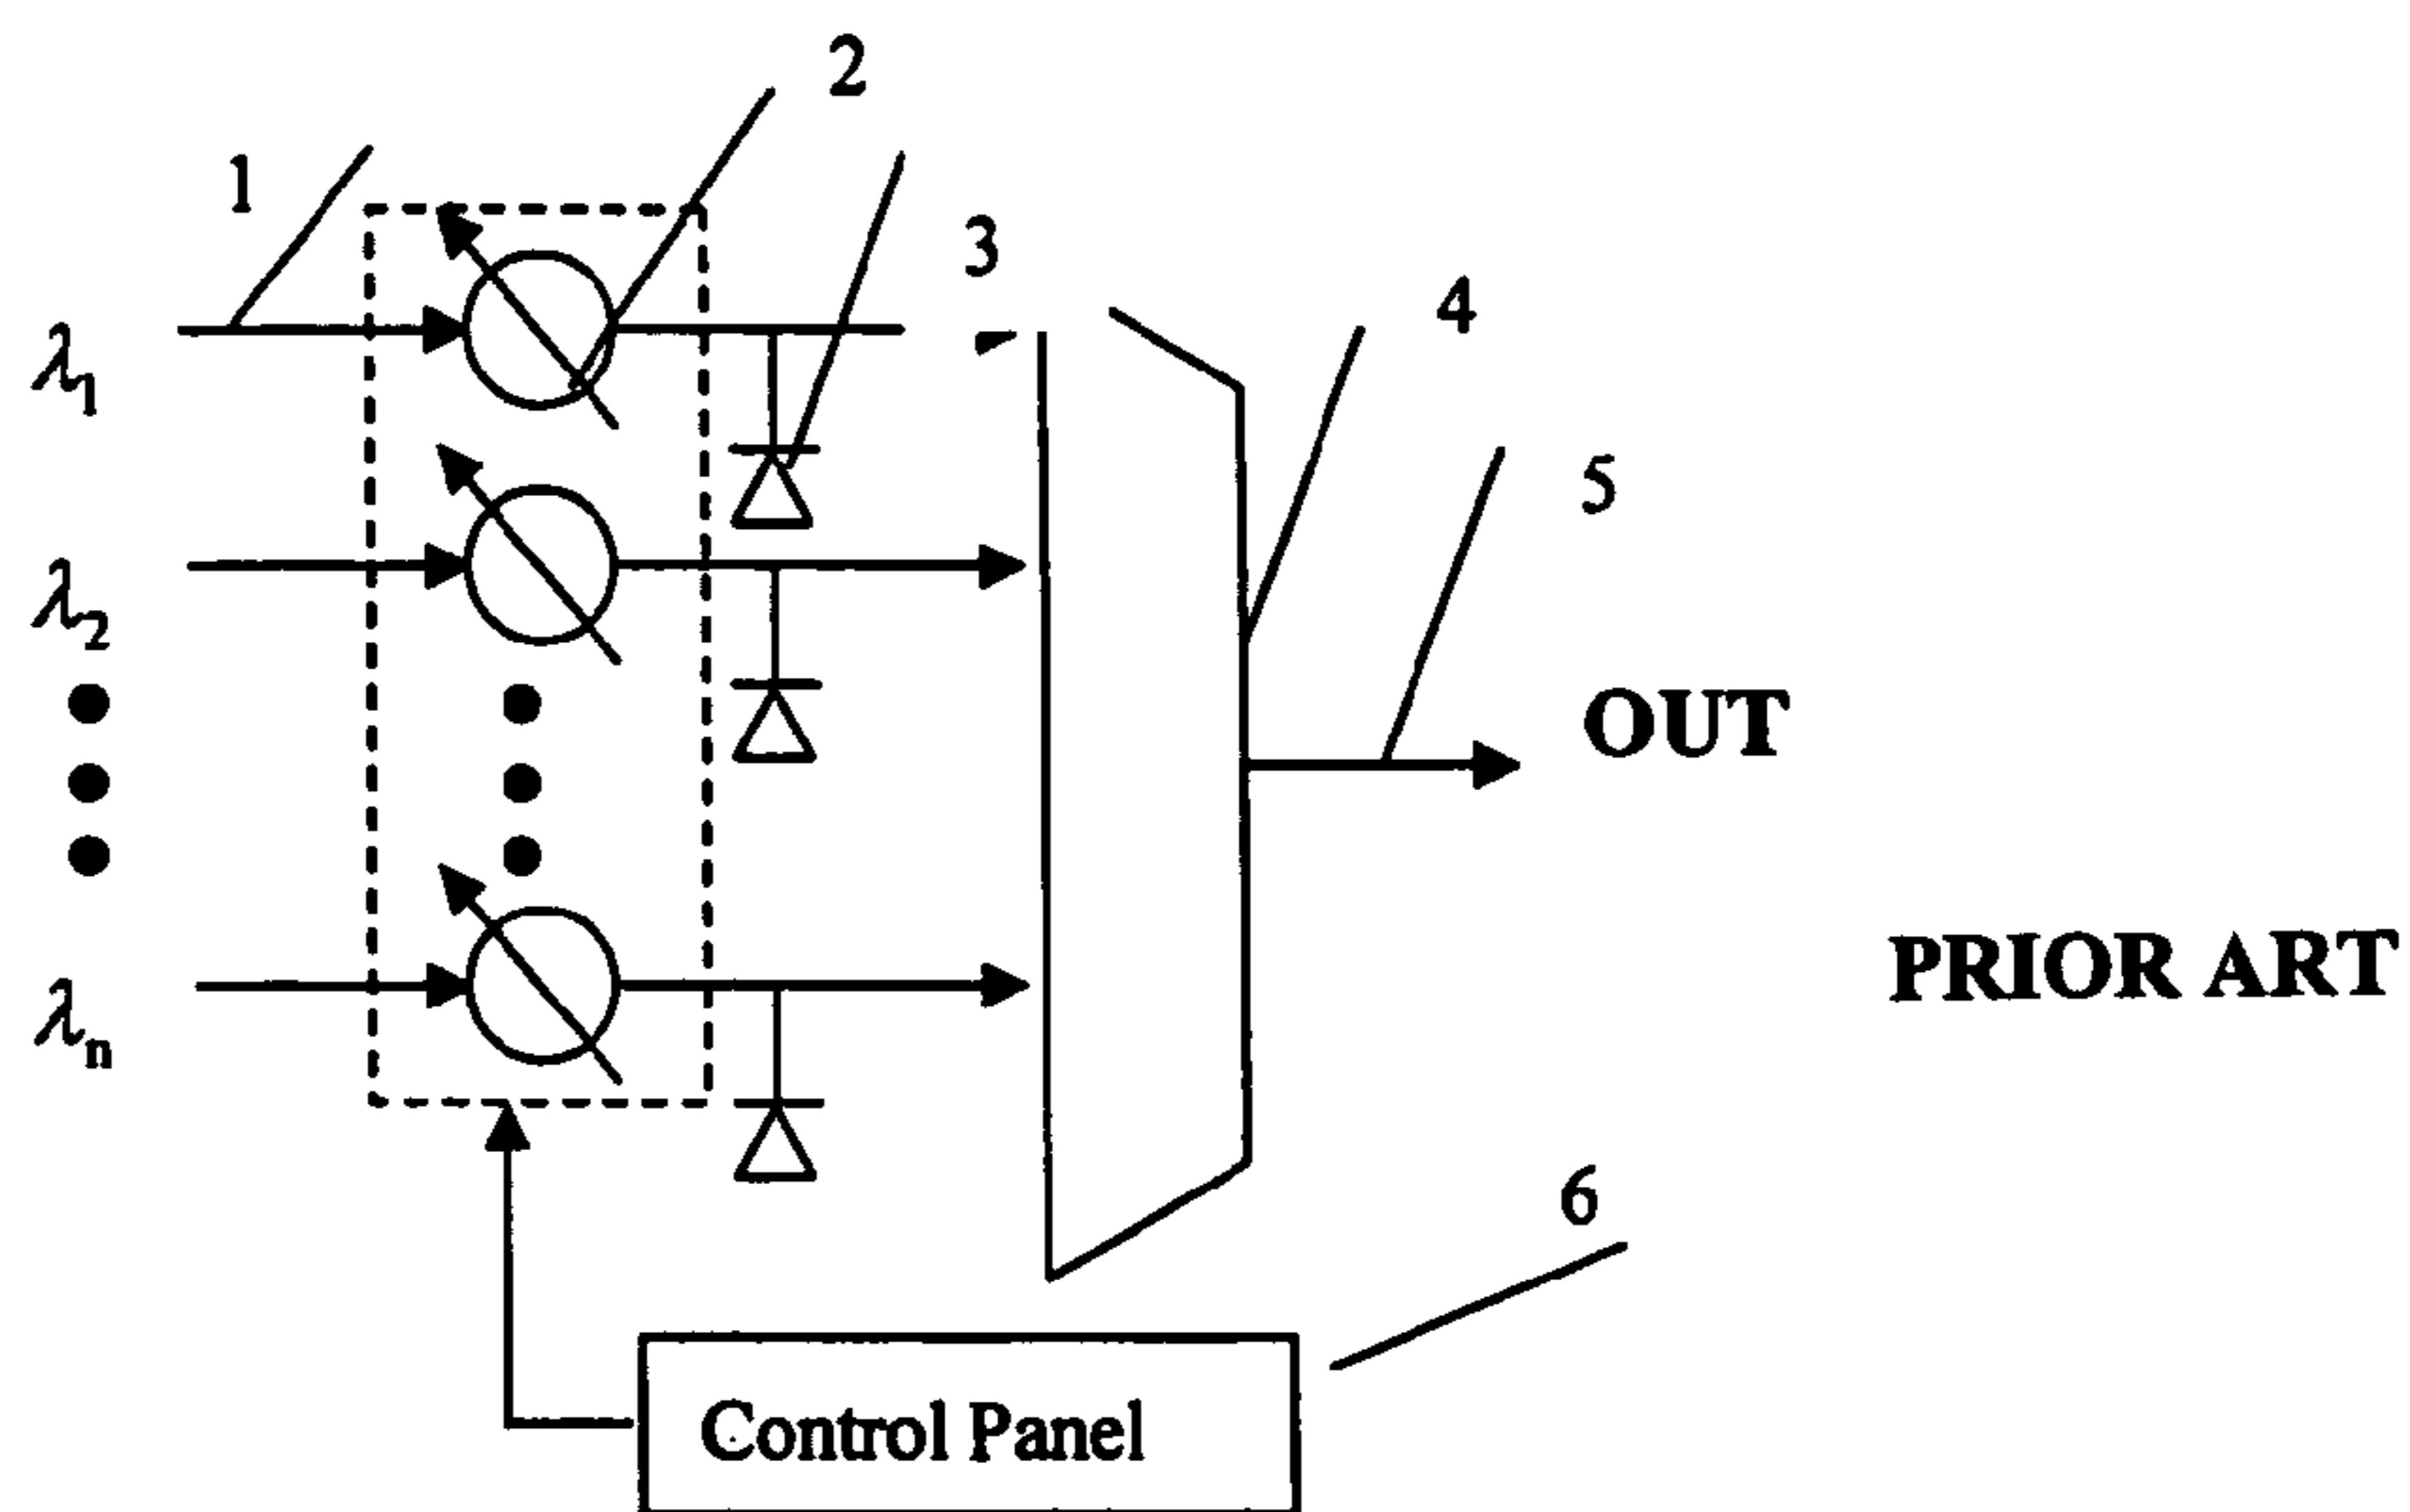 2
1
3
λ1
4
5
λ2
OUT
PRIOR ART
λn
6
Control Panel